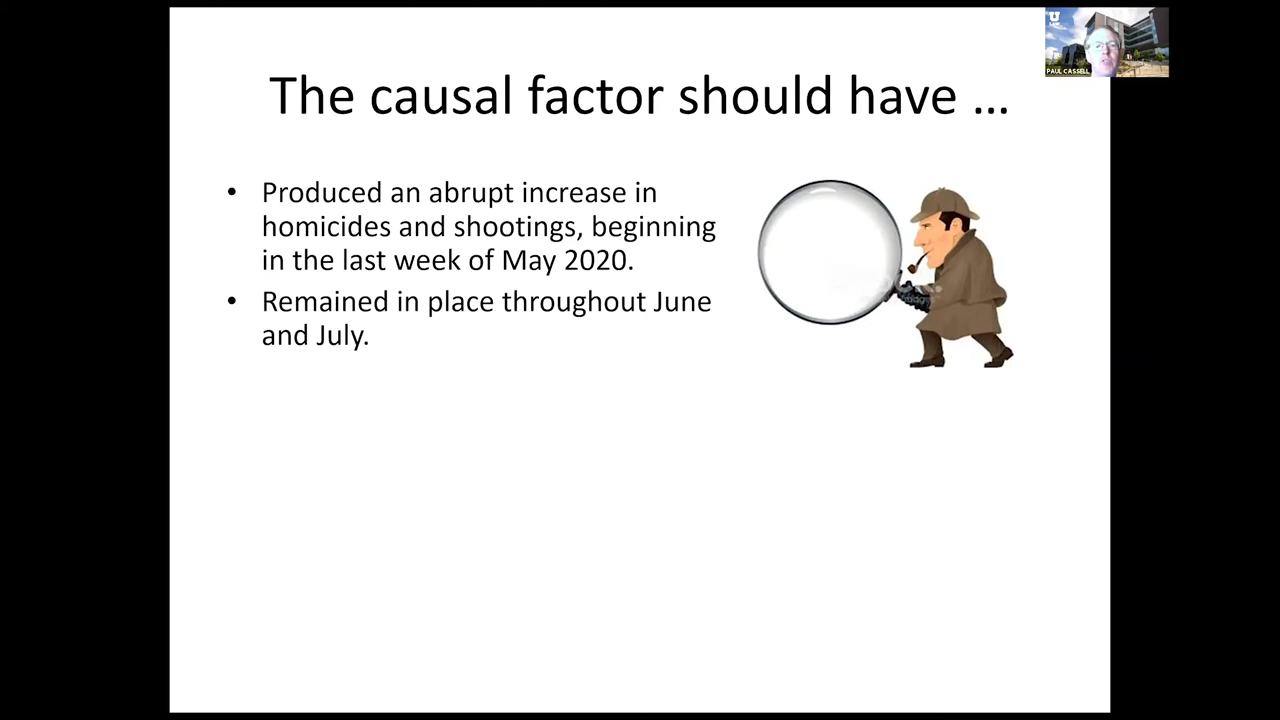 The causal factor should have ...
• Produced an abrupt increase in
homicides and shootings, beginning
in the last week of May 2020.
• Remained in place throughout June
and July.
U
PAUL CASSELL